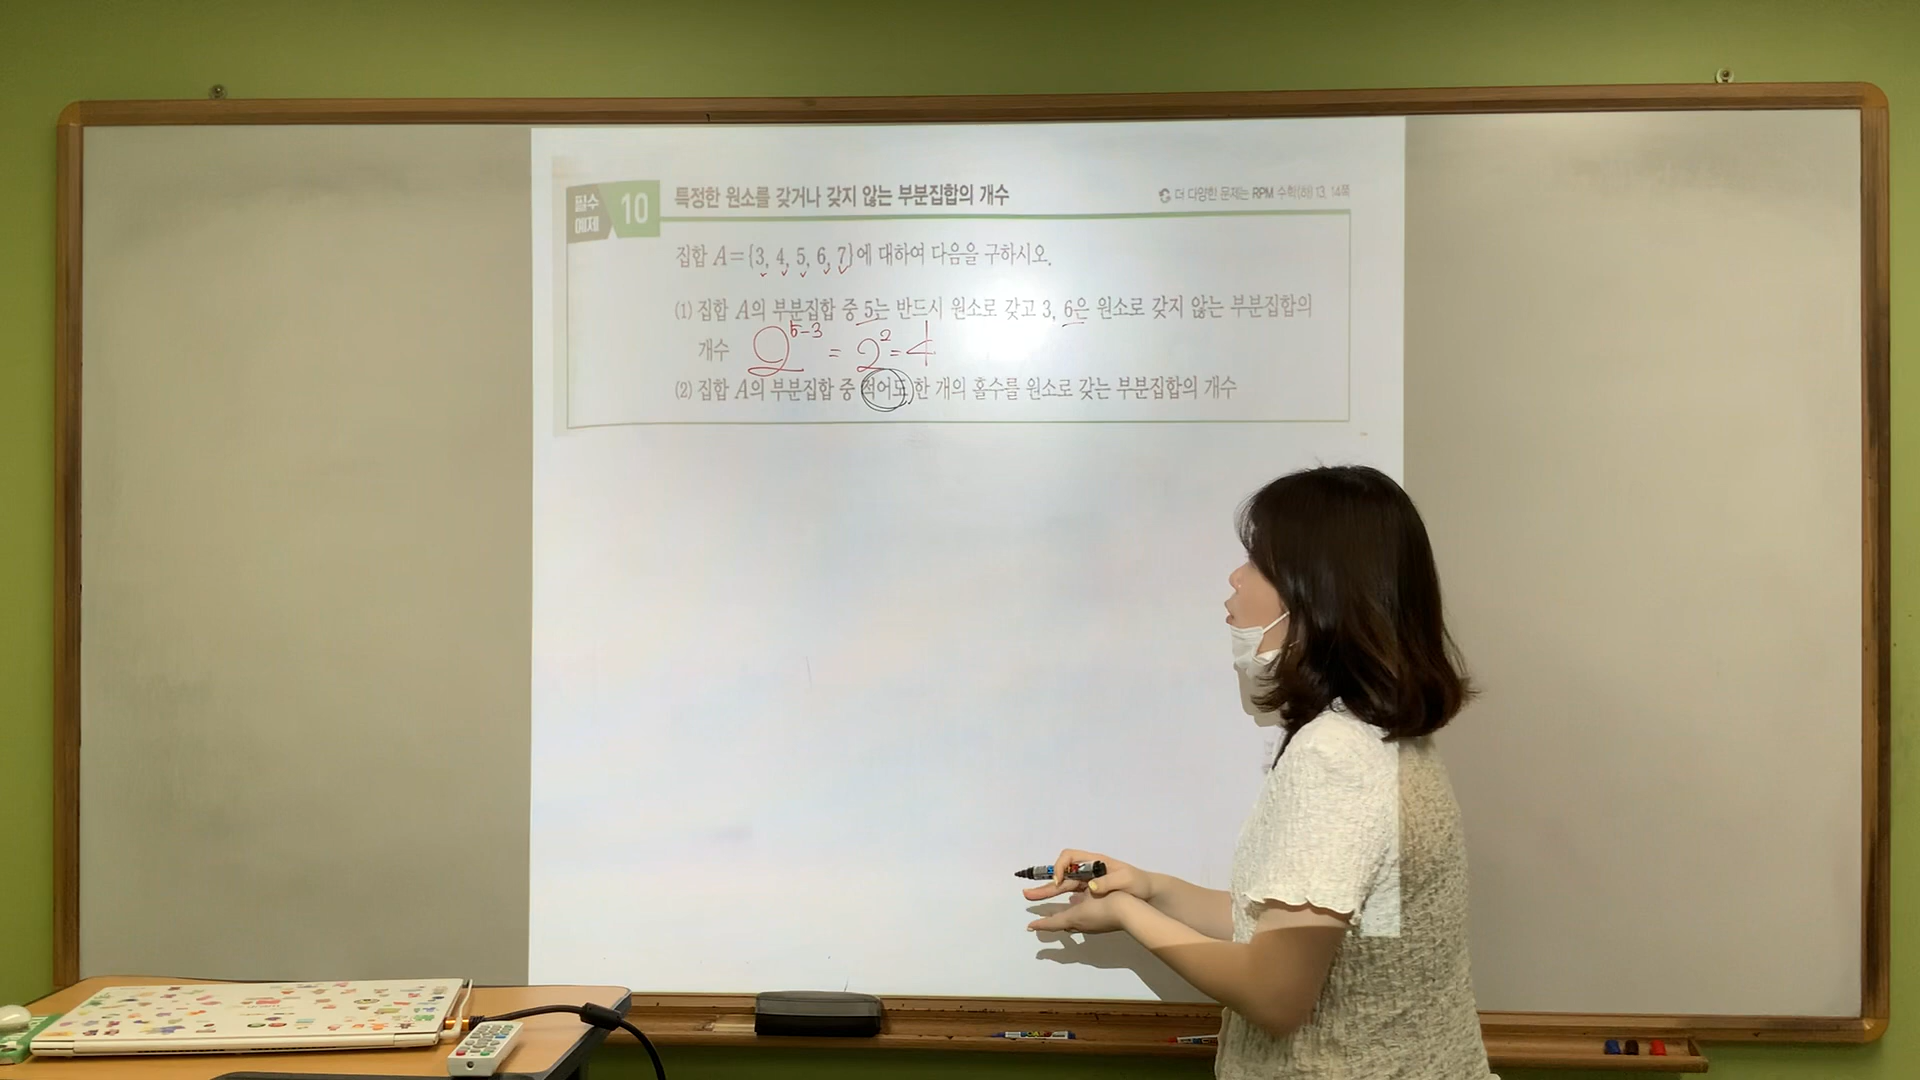 필수 예제 10 특정한 원소를 갖거나 갖지 않는 부분집합의 개수 더 다양한 문제는 RPM 수학(하) 13, 14쪽
집합 A={3, 4, 5, 6, 7}에 대하여 다음을 구하시오.
(1) 집합 A의 부분집합 중 5는 반드시 원소로 갖고 3, 6은 원소로 갖지 않는 부분집합의
개수 2^{5-3} = 2^2 = 4
(2) 집합 A의 부분집합 중 적어도 한 개의 홀수를 원소로 갖는 부분집합의 개수